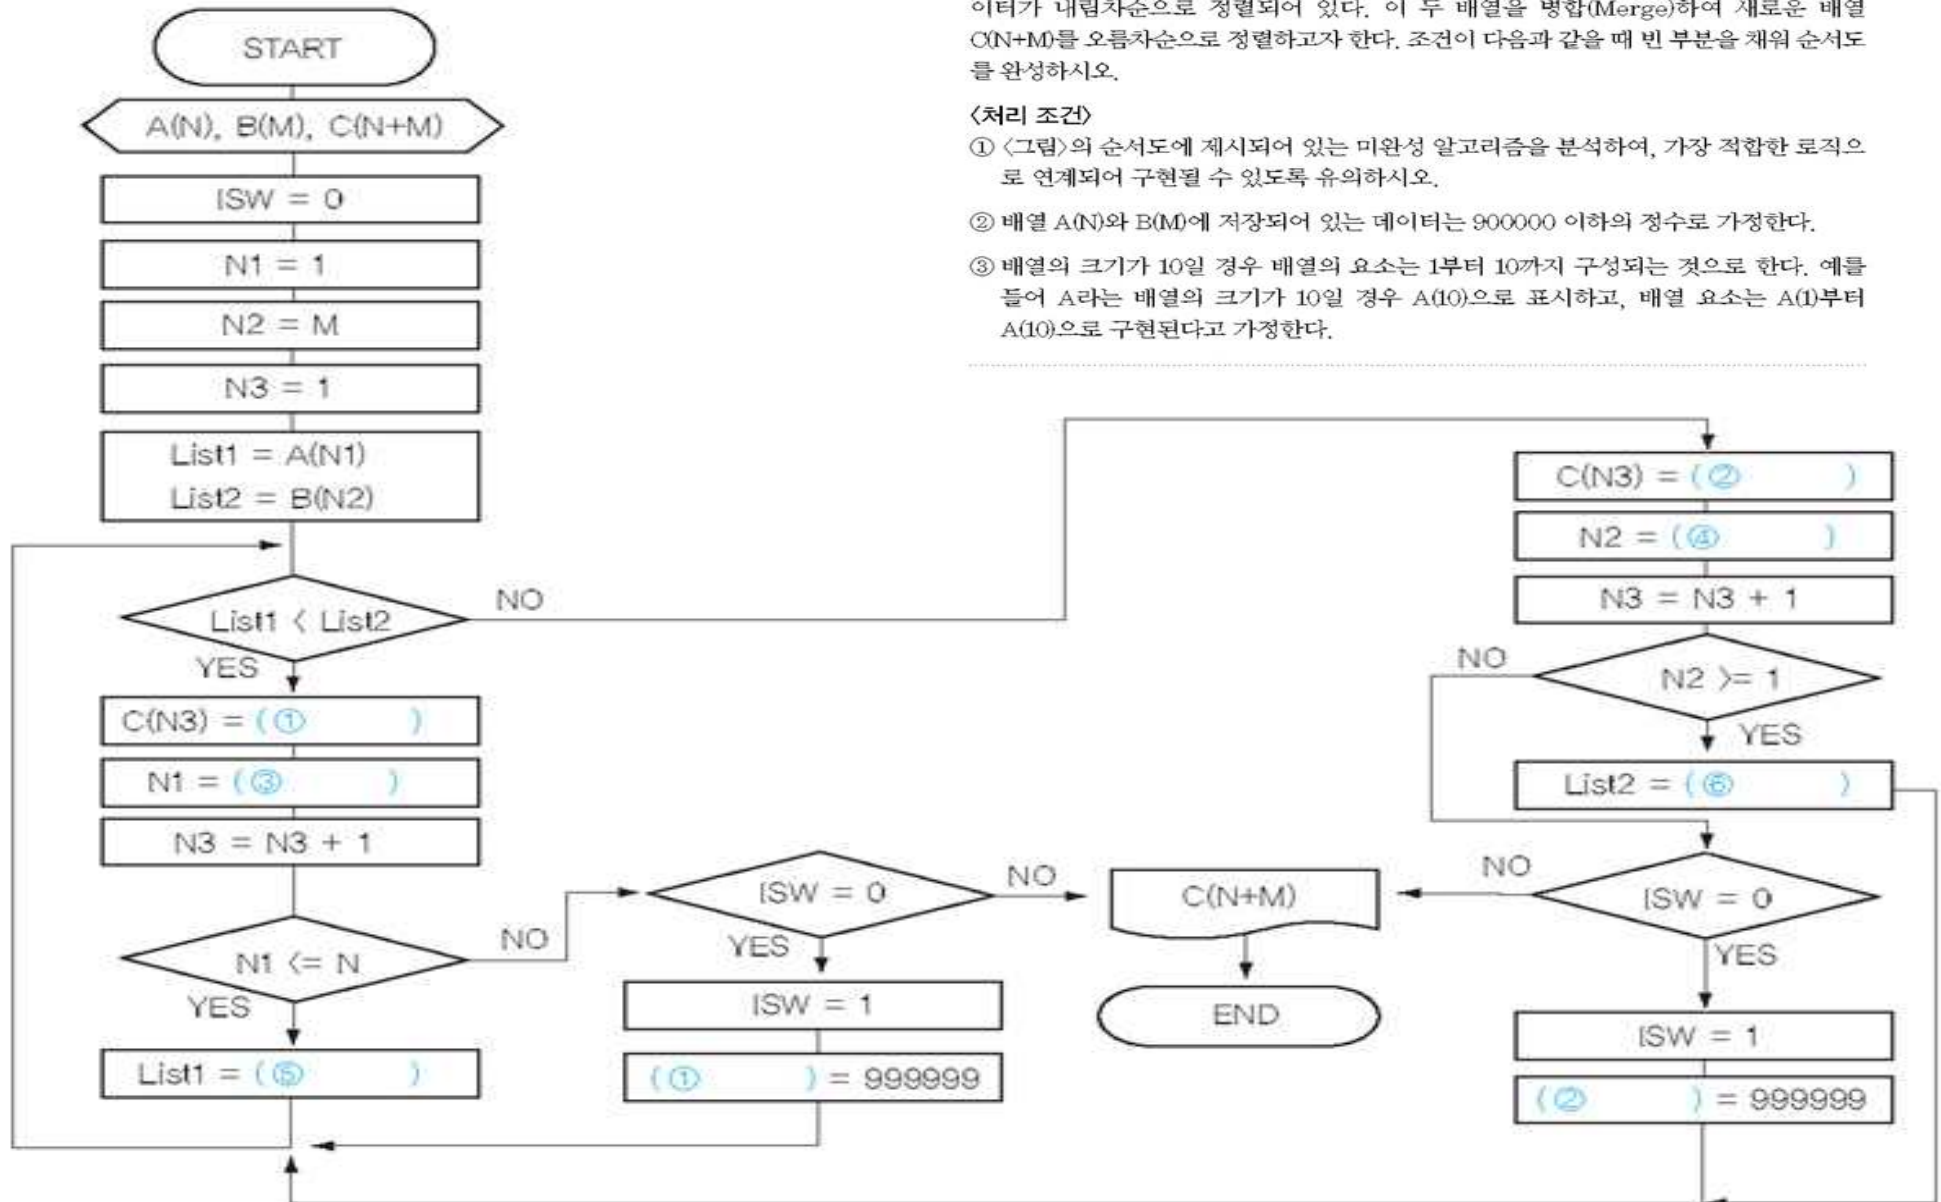 이터가 내림차순으로 정렬되어 있다. 이 두 배열을 병합(Merge)하여 새로운 배열
C(N+M)를 오름차순으로 정렬하고자 한다. 조건이 다음과 같을 때 빈 부분을 채워 순서도
를 완성하시오.
〈처리 조건〉
① 〈그림〉의 순서도에 제시되어 있는 미완성 알고리즘을 분석하여, 가장 적합한 로직으
로 연계되어 구현될 수 있도록 유의하시오.
② 배열 A(N)와 B(M)에 저장되어 있는 데이터는 900000 이하의 정수로 가정한다.
③ 배열의 크기가 10일 경우 배열의 요소는 1부터 10까지 구성되는 것으로 한다. 예를
들어 A라는 배열의 크기가 10일 경우 A(10)으로 표시하고, 배열 요소는 A(1)부터
A(10)으로 구현된다고 가정한다.
START
A(N), B(M), C(N+M)
ISW = 0
N1 = 1
N2 = M
N3 = 1
List1 = A(N1)
List2 = B(N2)
List1 < List2
NO
YES
C(N3) = (① )
N1 = (③ )
N3 = N3 + 1
N1 <= N
NO
YES
List1 = (⑤ )
ISW = 0
NO
YES
ISW = 1
(① ) = 999999
C(N+M)
END
C(N3) = (② )
N2 = (④ )
N3 = N3 + 1
N2 >= 1
NO
YES
List2 = (⑥ )
ISW = 0
NO
YES
ISW = 1
(② ) = 999999